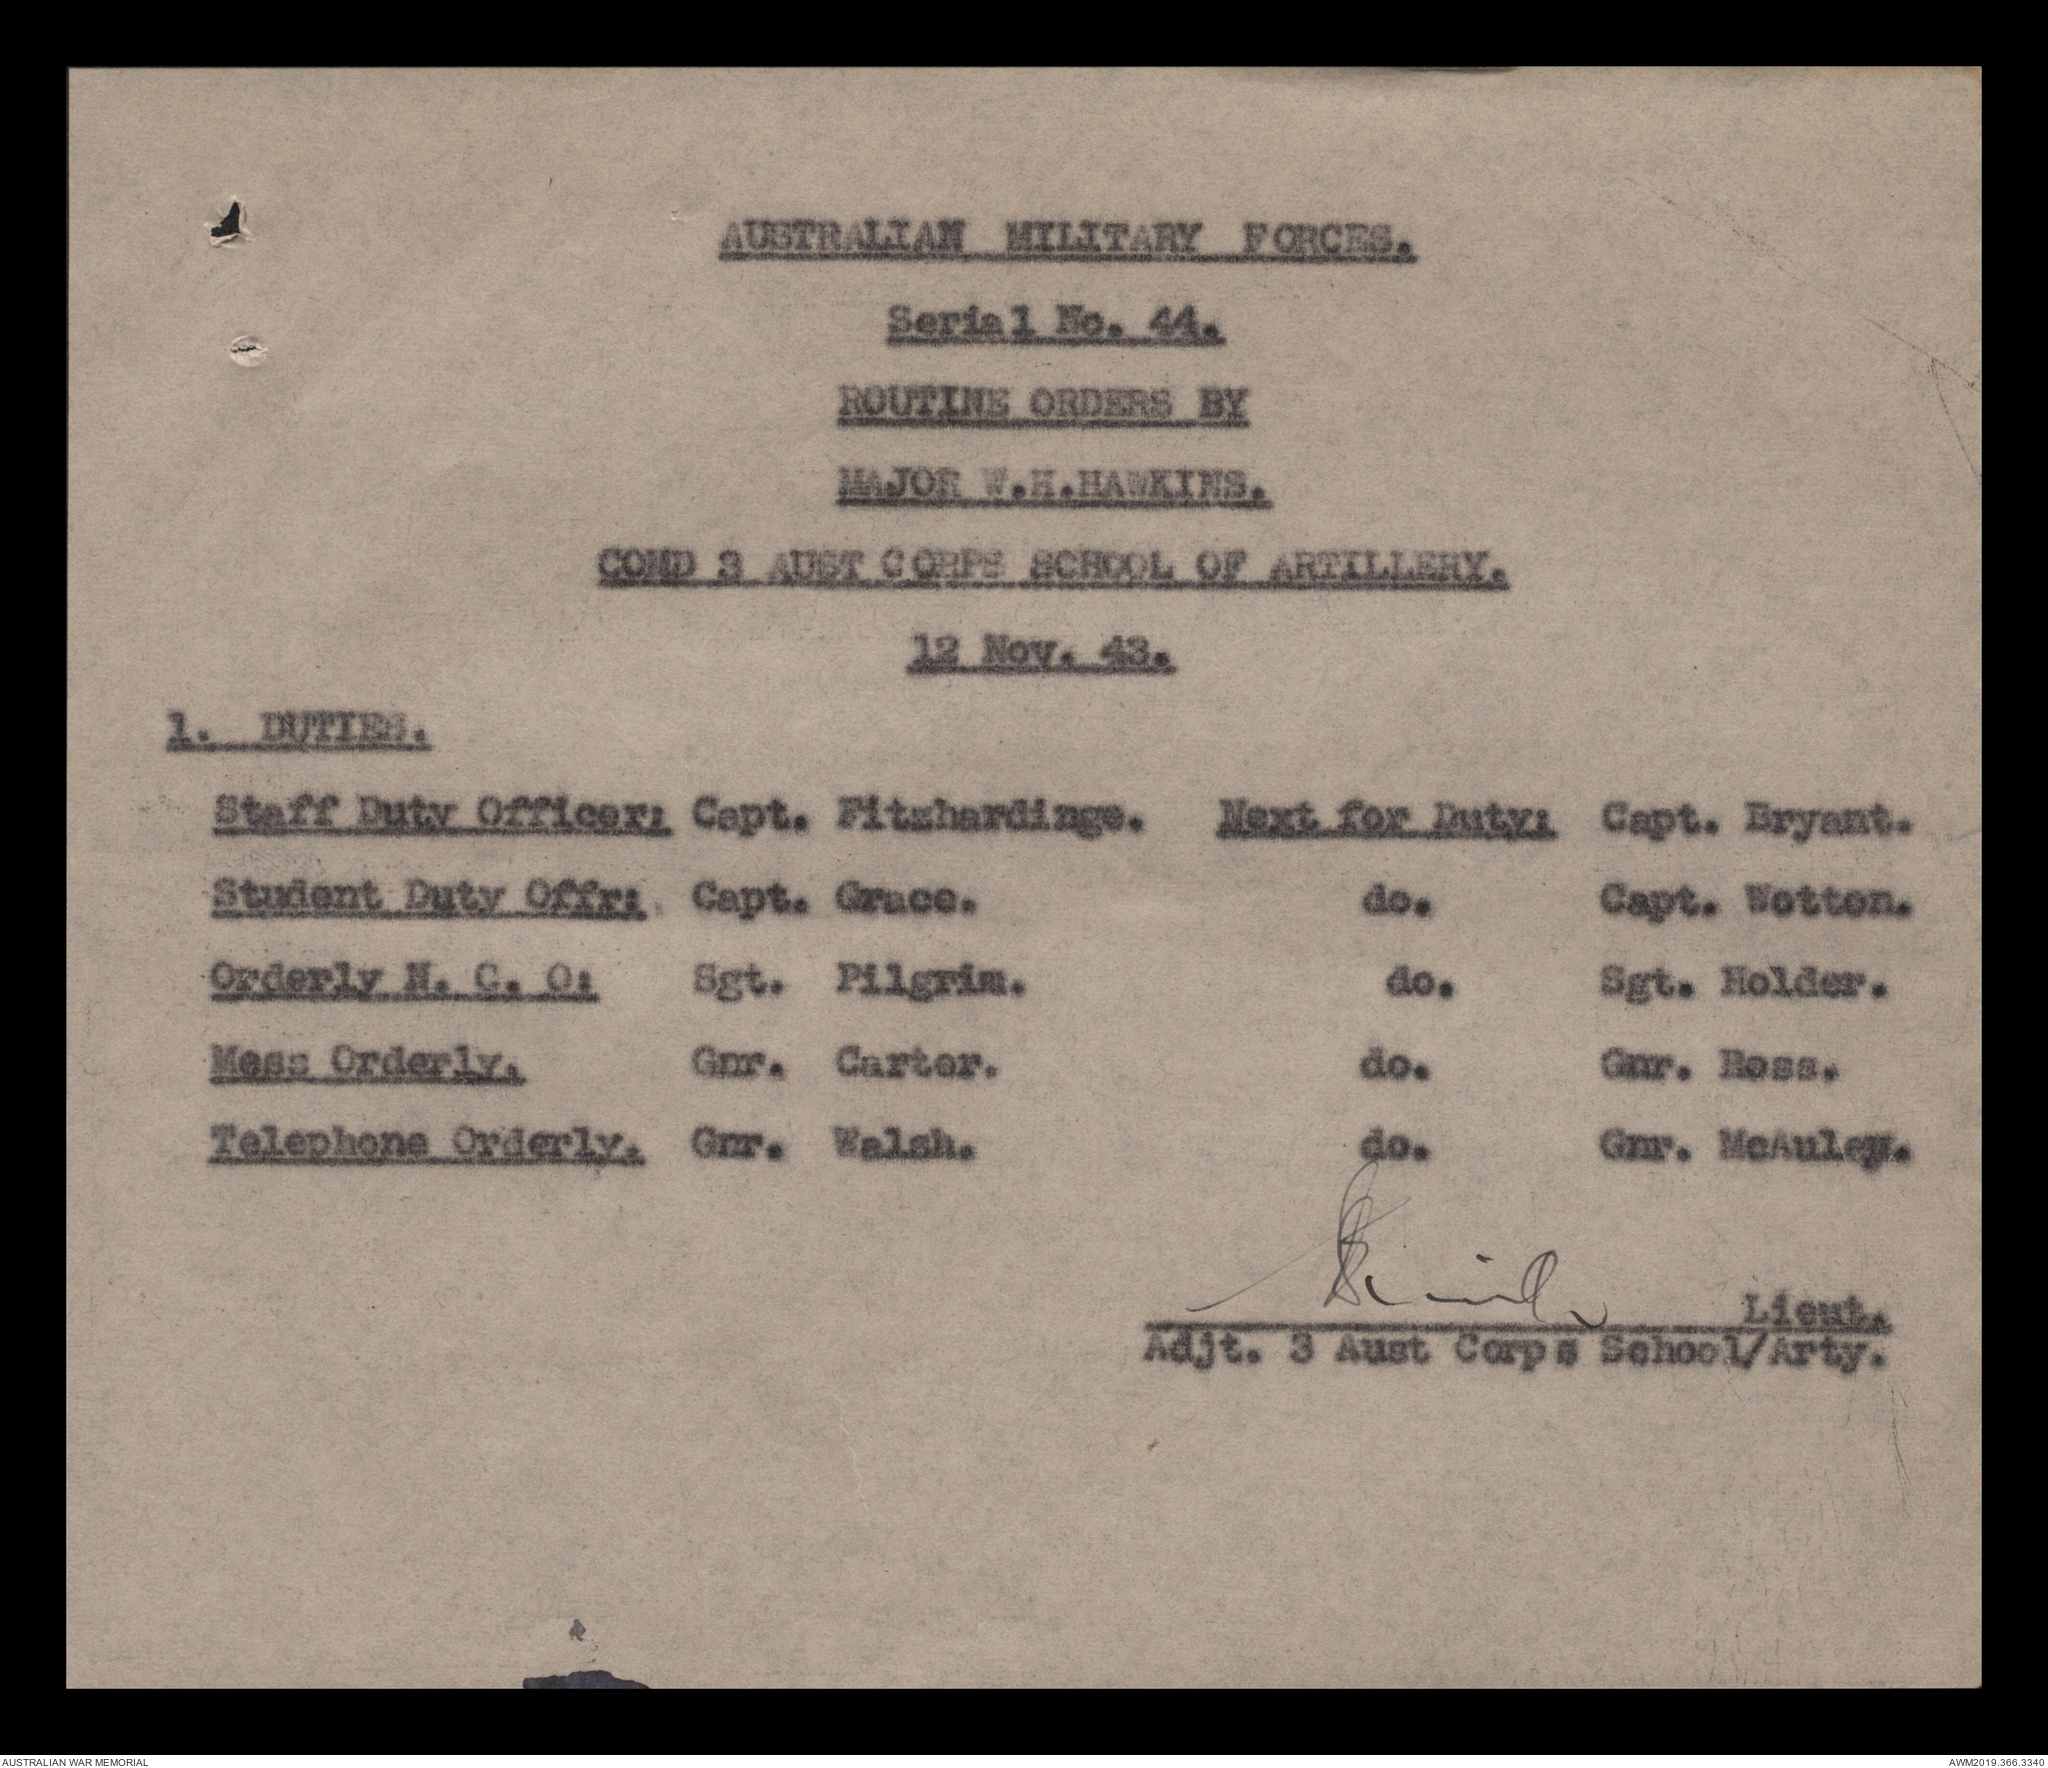 AUSTRALIAN MILITARY FORCES.
Serial No. 44.
ROUTINE ORDERS BY
MAJOR W.H.HAWKINS.
COMD 3 AUST CORPS SCHOOL OF ARTILLERY.
12 Nov. 43.
1. DUTIES.
Staff Duty Officer: Capt. Fitzhardinge. Next for Duty: Capt. Bryant.
Student Duty Offr: Capt. Grace. do. Capt. Wotton.
Orderly N. C. O: Sgt. Pilgrim. do. Sgt. Holder.
Mess Orderly. Gnr. Carter. do. Gnr. Ross.
Telephone Orderly. Gnr. Walsh. do. Gnr. McAuley.
Lieut.
Adjt. 3 Aust Corps School/Arty.
AUSTRALIAN WAR MEMORIAL AWM2019.366.3340